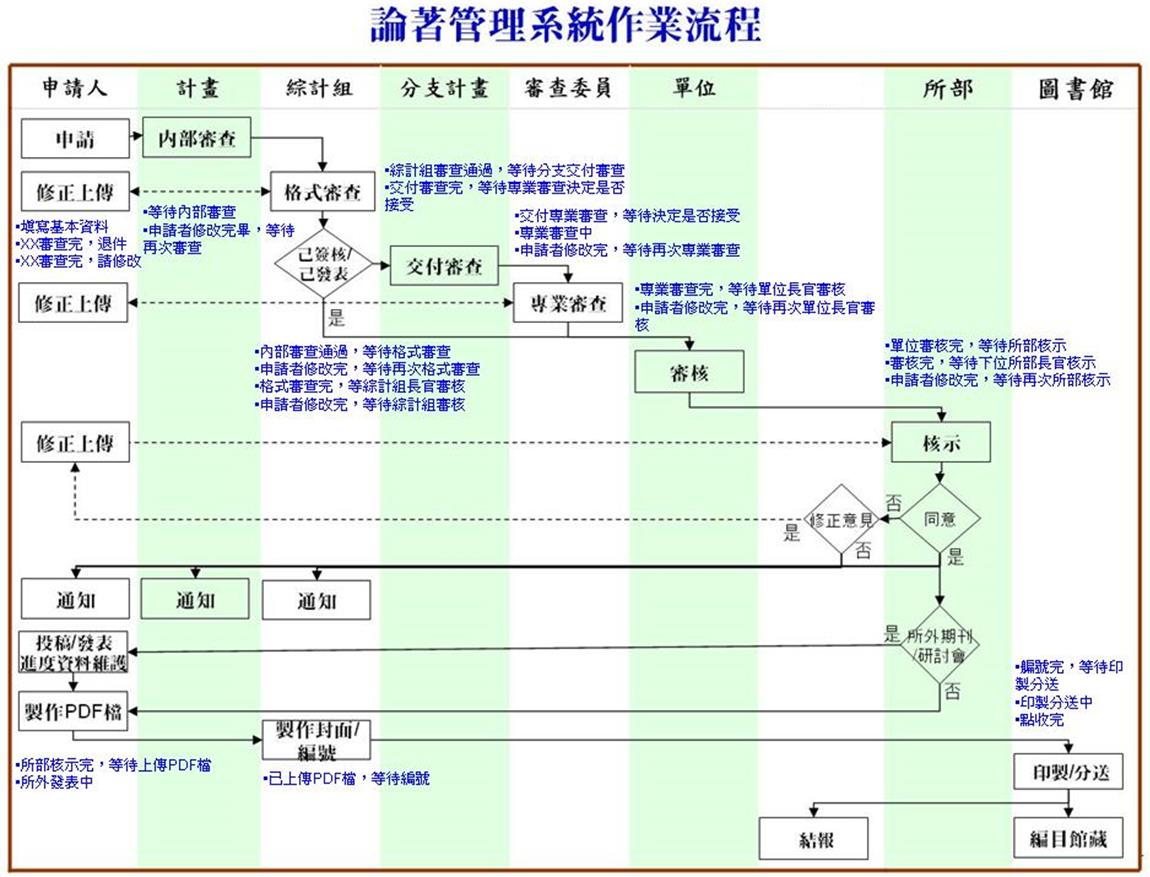 論著管理系統作業流程
申請人 計畫 綜計組 分支計畫 審查委員 單位 所部 圖書館
申請
內部審查
修正上傳
格式審查
▪綜計組審查通過，等待分支交付審查
▪交付審查完，等待專業審查決定是否
接受
▪填寫基本資料
▪XX審查完，退件
▪XX審查完，請修改
▪等待內部審查
▪申請者修改完畢，等待
再次審查
▪交付專業審查，等待決定是否接受
▪專業審查中
▪申請者修改完，等待再次專業審查
已簽核/
已發表
交付審查
修正上傳
專業審查
▪專業審查完，等待單位長官審核
▪申請者修改完，等待再次單位長官審
核
是
▪內部審查通過，等待格式審查
▪申請者修改完，等待再次格式審查
▪格式審查完，等綜計組長官審核
▪申請者修改完，等待綜計組審核
審核
▪單位審核完，等待所部核示
▪審核完，等待下位所部長官核示
▪申請者修改完，等待再次所部核示
修正上傳
核示
否
修正意見
同意
是
否
是
通知
通知
通知
投稿/發表
進度資料維護
是
所外期刊
/研討會
否
▪編號完，等待印
製分送
▪印製分送中
▪點收完
製作PDF檔
製作封面/
編號
▪所部核示完，等待上傳PDF檔
▪所外發表中
▪已上傳PDF檔，等待編號
印製/分送
結報
編目館藏